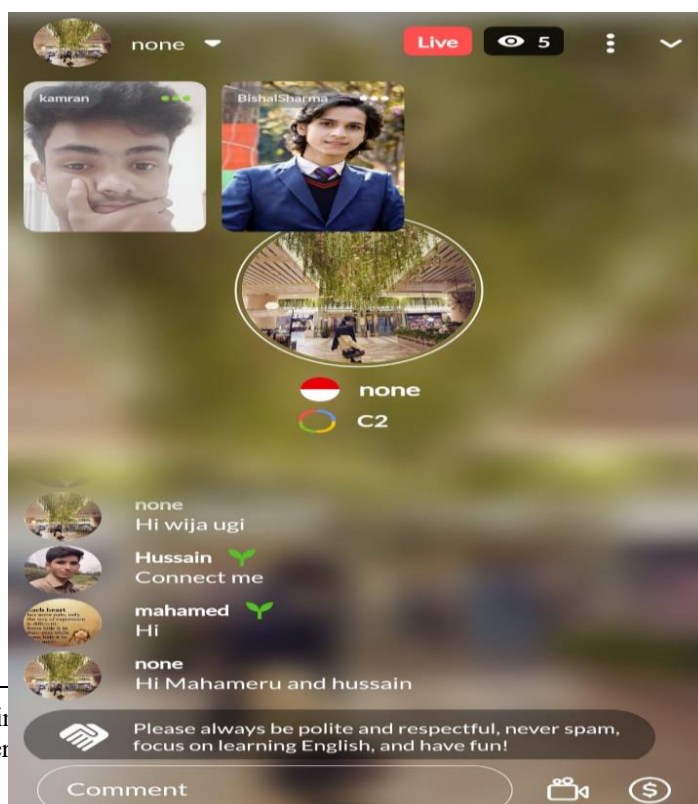 none
Live
5
kamran
BishalSharma
none
C2
none
Hi wija ugi
Hussain
Connect me
mahamed
Hi
none
Hi Mahameru and hussain
Please always be polite and respectful, never spam,
focus on learning English, and have fun!
Comment
$